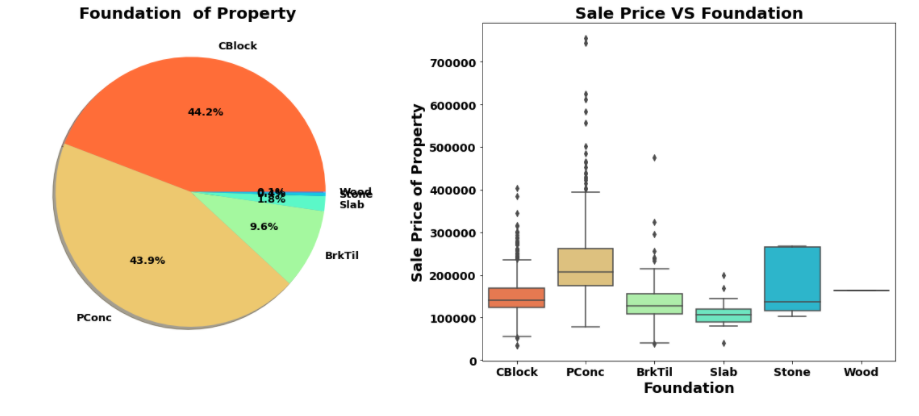 Foundation  of Property
CBlock
44.2%
0.1%
Wood
Stone
1.8%
Slab
9.6%
BrkTil
43.9%
PConc
Sale Price VS Foundation
Sale Price of Property
700000
600000
500000
400000
300000
200000
100000
0
CBlock PConc BrkTil Slab Stone Wood
Foundation